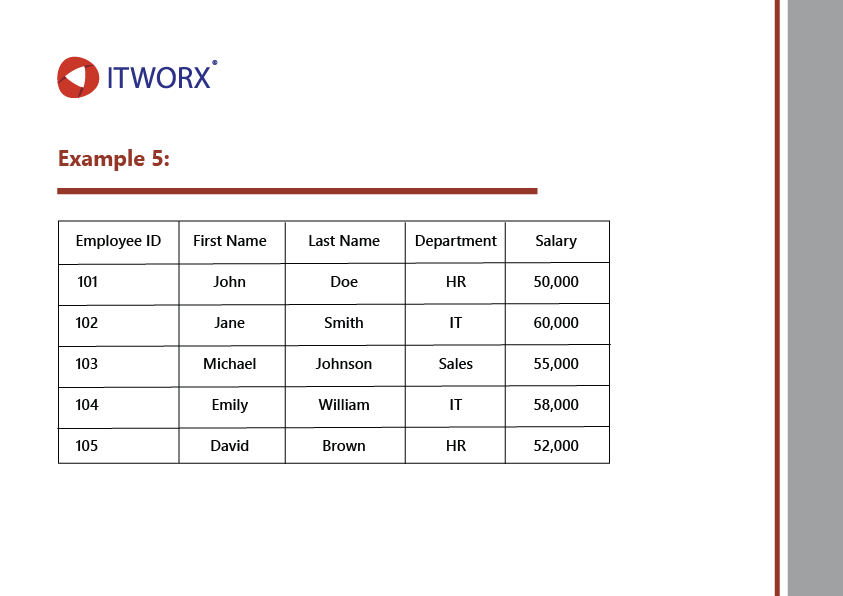 ITWORX®
Example 5:
Employee ID First Name Last Name Department Salary
101 John Doe HR 50,000
102 Jane Smith IT 60,000
103 Michael Johnson Sales 55,000
104 Emily William IT 58,000
105 David Brown HR 52,000